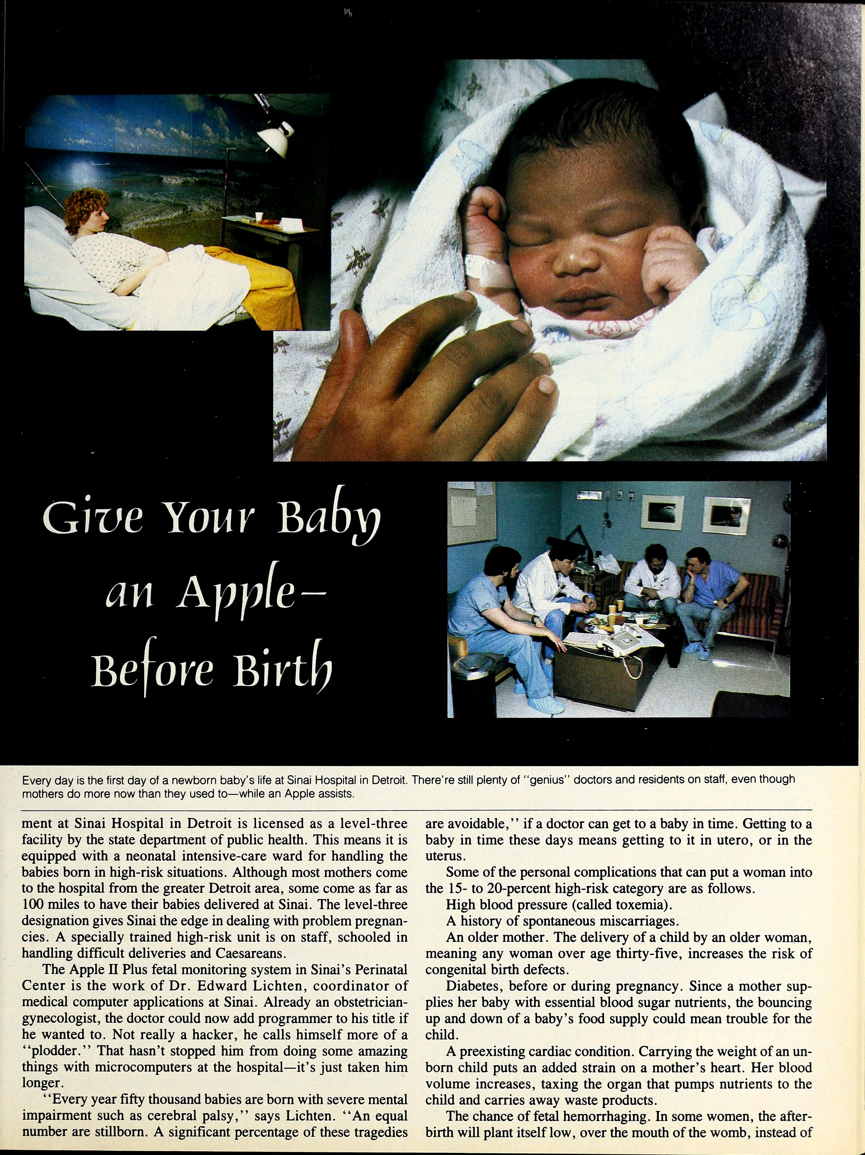 Give Your Baby
an Apple—
Before Birth
Every day is the first day of a newborn baby's life at Sinai Hospital in Detroit. There're still plenty of "genius" doctors and residents on staff, even though
mothers do more now than they used to—while an Apple assists.
ment at Sinai Hospital in Detroit is licensed as a level-three
facility by the state department of public health. This means it is
equipped with a neonatal intensive-care ward for handling the
babies born in high-risk situations. Although most mothers come
to the hospital from the greater Detroit area, some come as far as
100 miles to have their babies delivered at Sinai. The level-three
designation gives Sinai the edge in dealing with problem pregnan-
cies. A specially trained high-risk unit is on staff, schooled in
handling difficult deliveries and Caesareans.
The Apple II Plus fetal monitoring system in Sinai's Perinatal
Center is the work of Dr. Edward Lichten, coordinator of
medical computer applications at Sinai. Already an obstetrician-
gynecologist, the doctor could now add programmer to his title if
he wanted to. Not really a hacker, he calls himself more of a
"plodder." That hasn't stopped him from doing some amazing
things with microcomputers at the hospital—it's just taken him
longer.
"Every year fifty thousand babies are born with severe mental
impairment such as cerebral palsy," says Lichten. "An equal
number are stillborn. A significant percentage of these tragedies
are avoidable," if a doctor can get to a baby in time. Getting to a
baby in time these days means getting to it in utero, or in the
uterus.
Some of the personal complications that can put a woman into
the 15- to 20-percent high-risk category are as follows.
High blood pressure (called toxemia).
A history of spontaneous miscarriages.
An older mother. The delivery of a child by an older woman,
meaning any woman over age thirty-five, increases the risk of
congenital birth defects.
Diabetes, before or during pregnancy. Since a mother sup-
plies her baby with essential blood sugar nutrients, the bouncing
up and down of a baby's food supply could mean trouble for the
child.
A preexisting cardiac condition. Carrying the weight of an un-
born child puts an added strain on a mother's heart. Her blood
volume increases, taxing the organ that pumps nutrients to the
child and carries away waste products.
The chance of fetal hemorrhaging. In some women, the after-
birth will plant itself low, over the mouth of the womb, instead of